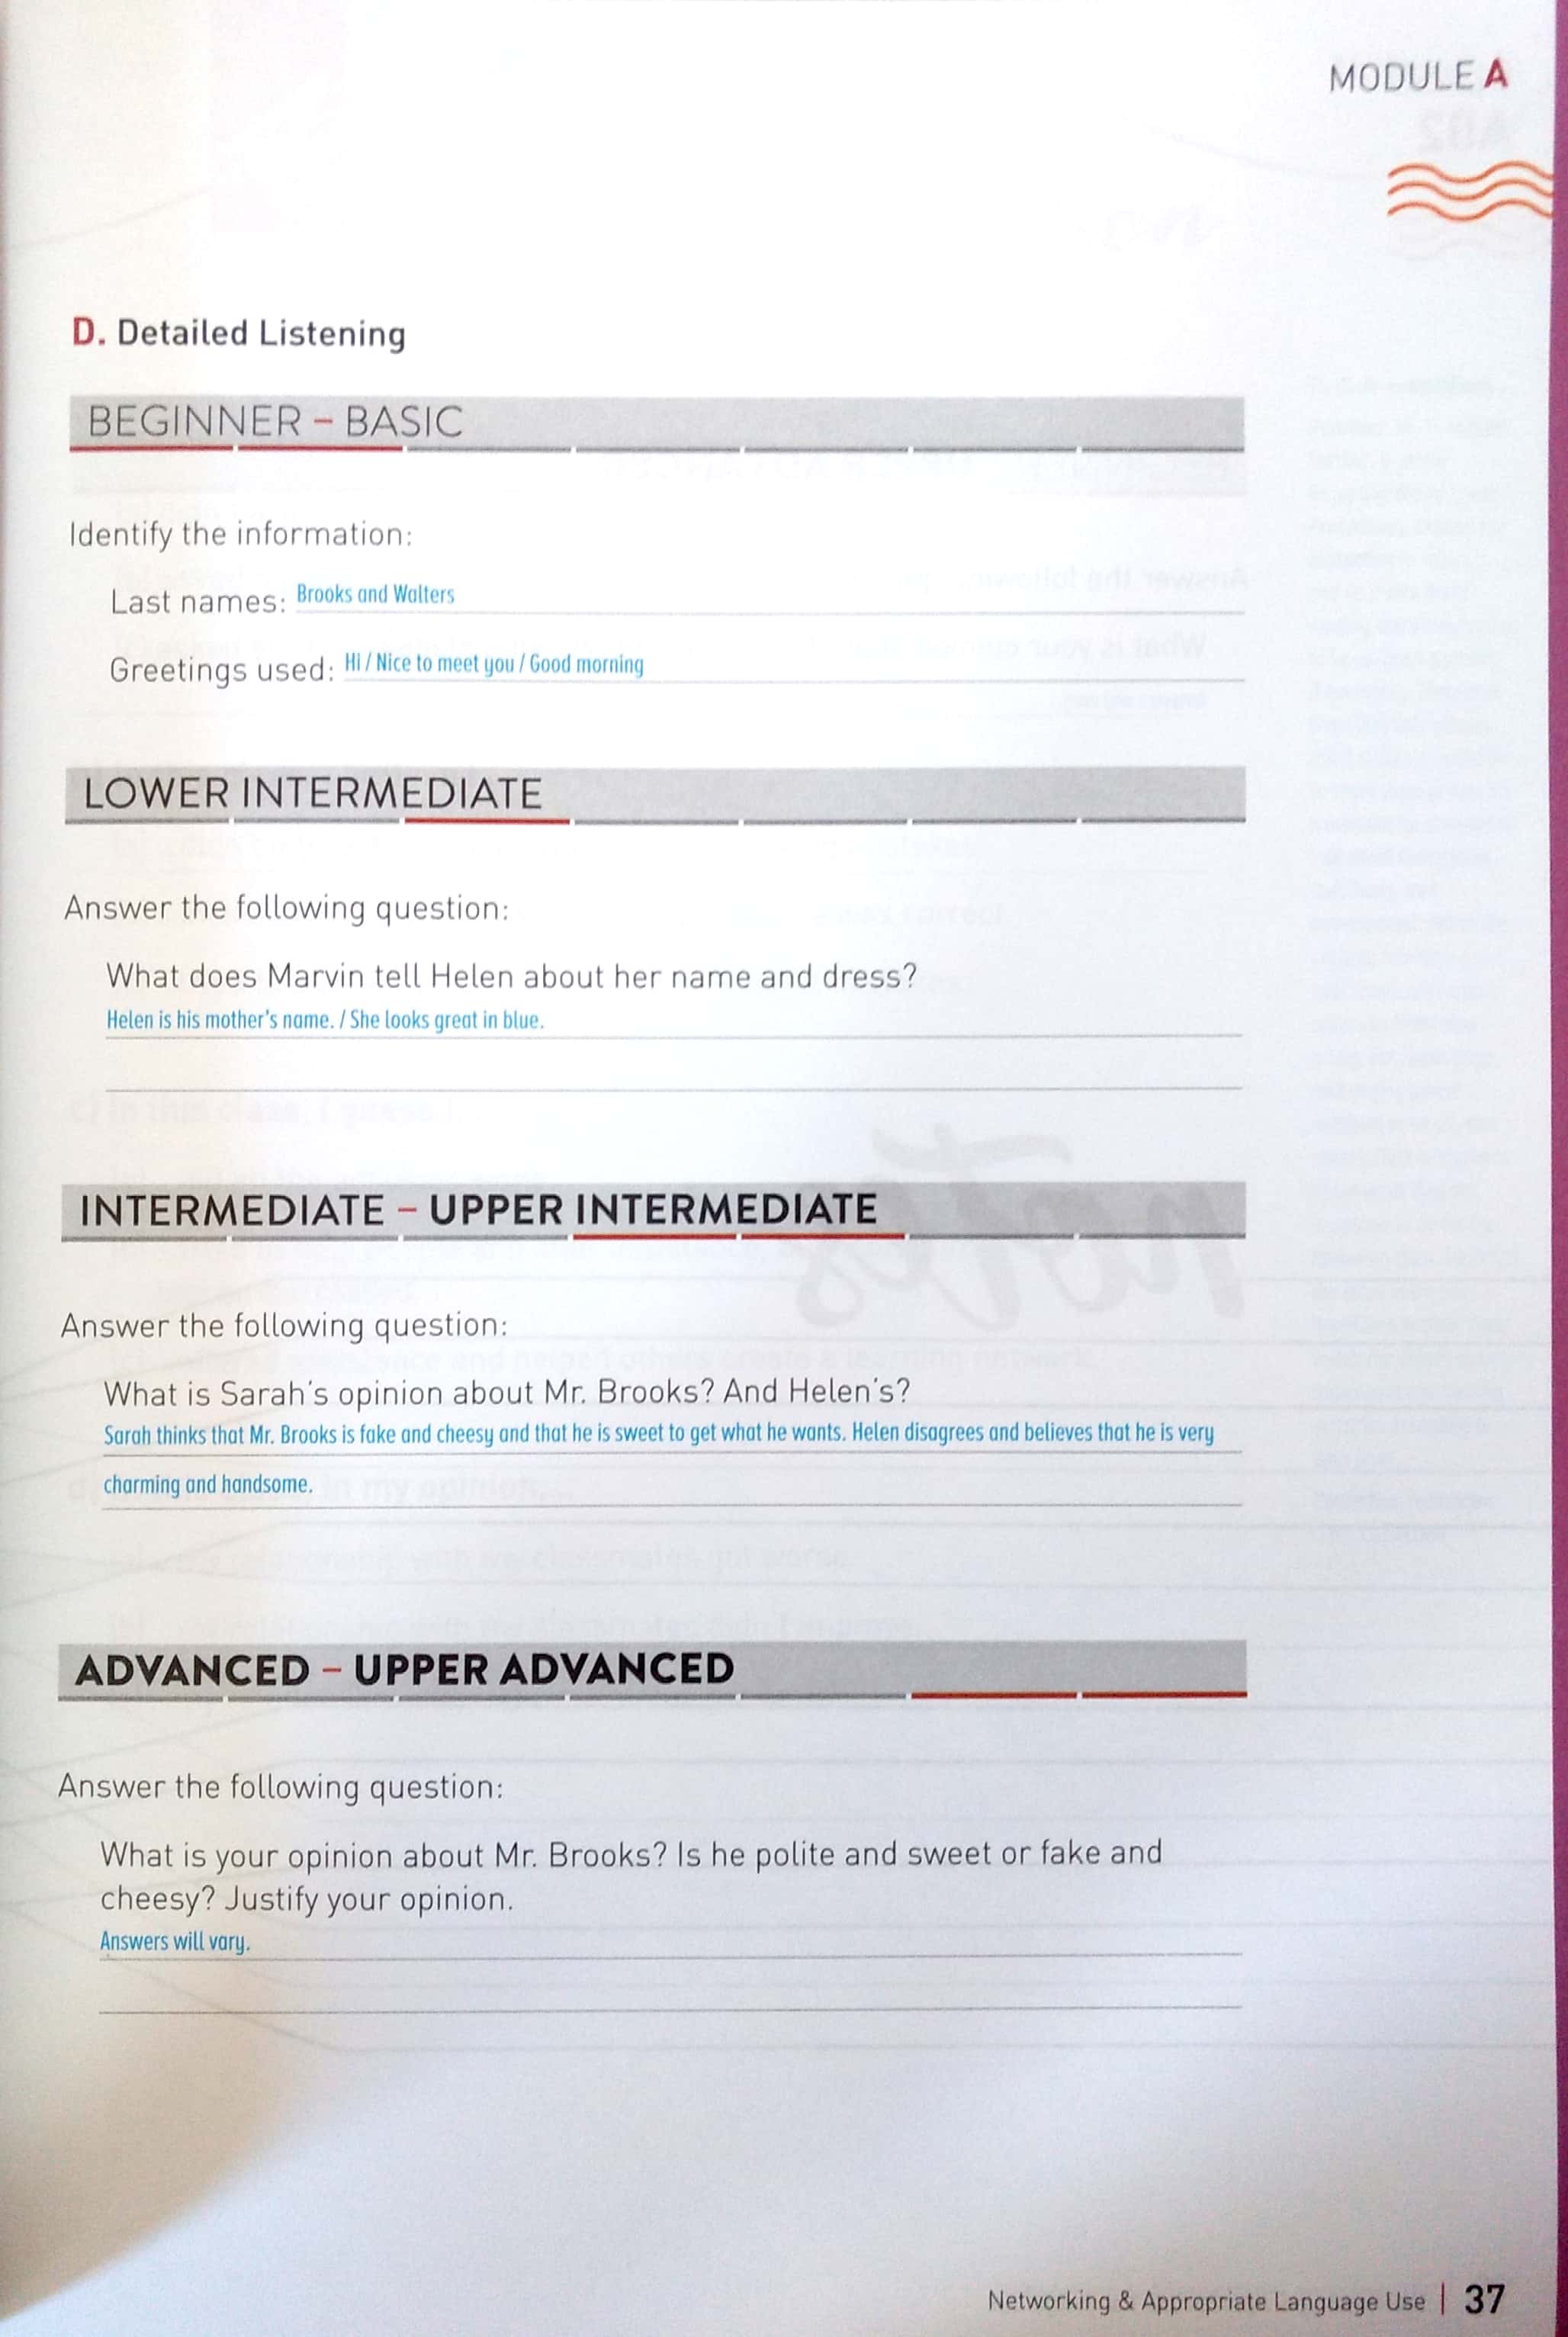 MODULE A
D. Detailed Listening
BEGINNER – BASIC
Identify the information:
Last names: Brooks and Walters
Greetings used: Hi / Nice to meet you / Good morning
LOWER INTERMEDIATE
Answer the following question:
What does Marvin tell Helen about her name and dress?
Helen is his mother's name. / She looks great in blue.
INTERMEDIATE – UPPER INTERMEDIATE
Answer the following question:
What is Sarah's opinion about Mr. Brooks? And Helen's?
Sarah thinks that Mr. Brooks is fake and cheesy and that he is sweet to get what he wants. Helen disagrees and believes that he is very
charming and handsome.
ADVANCED – UPPER ADVANCED
Answer the following question:
What is your opinion about Mr. Brooks? Is he polite and sweet or fake and
cheesy? Justify your opinion.
Answers will vary.
Networking & Appropriate Language Use | 37